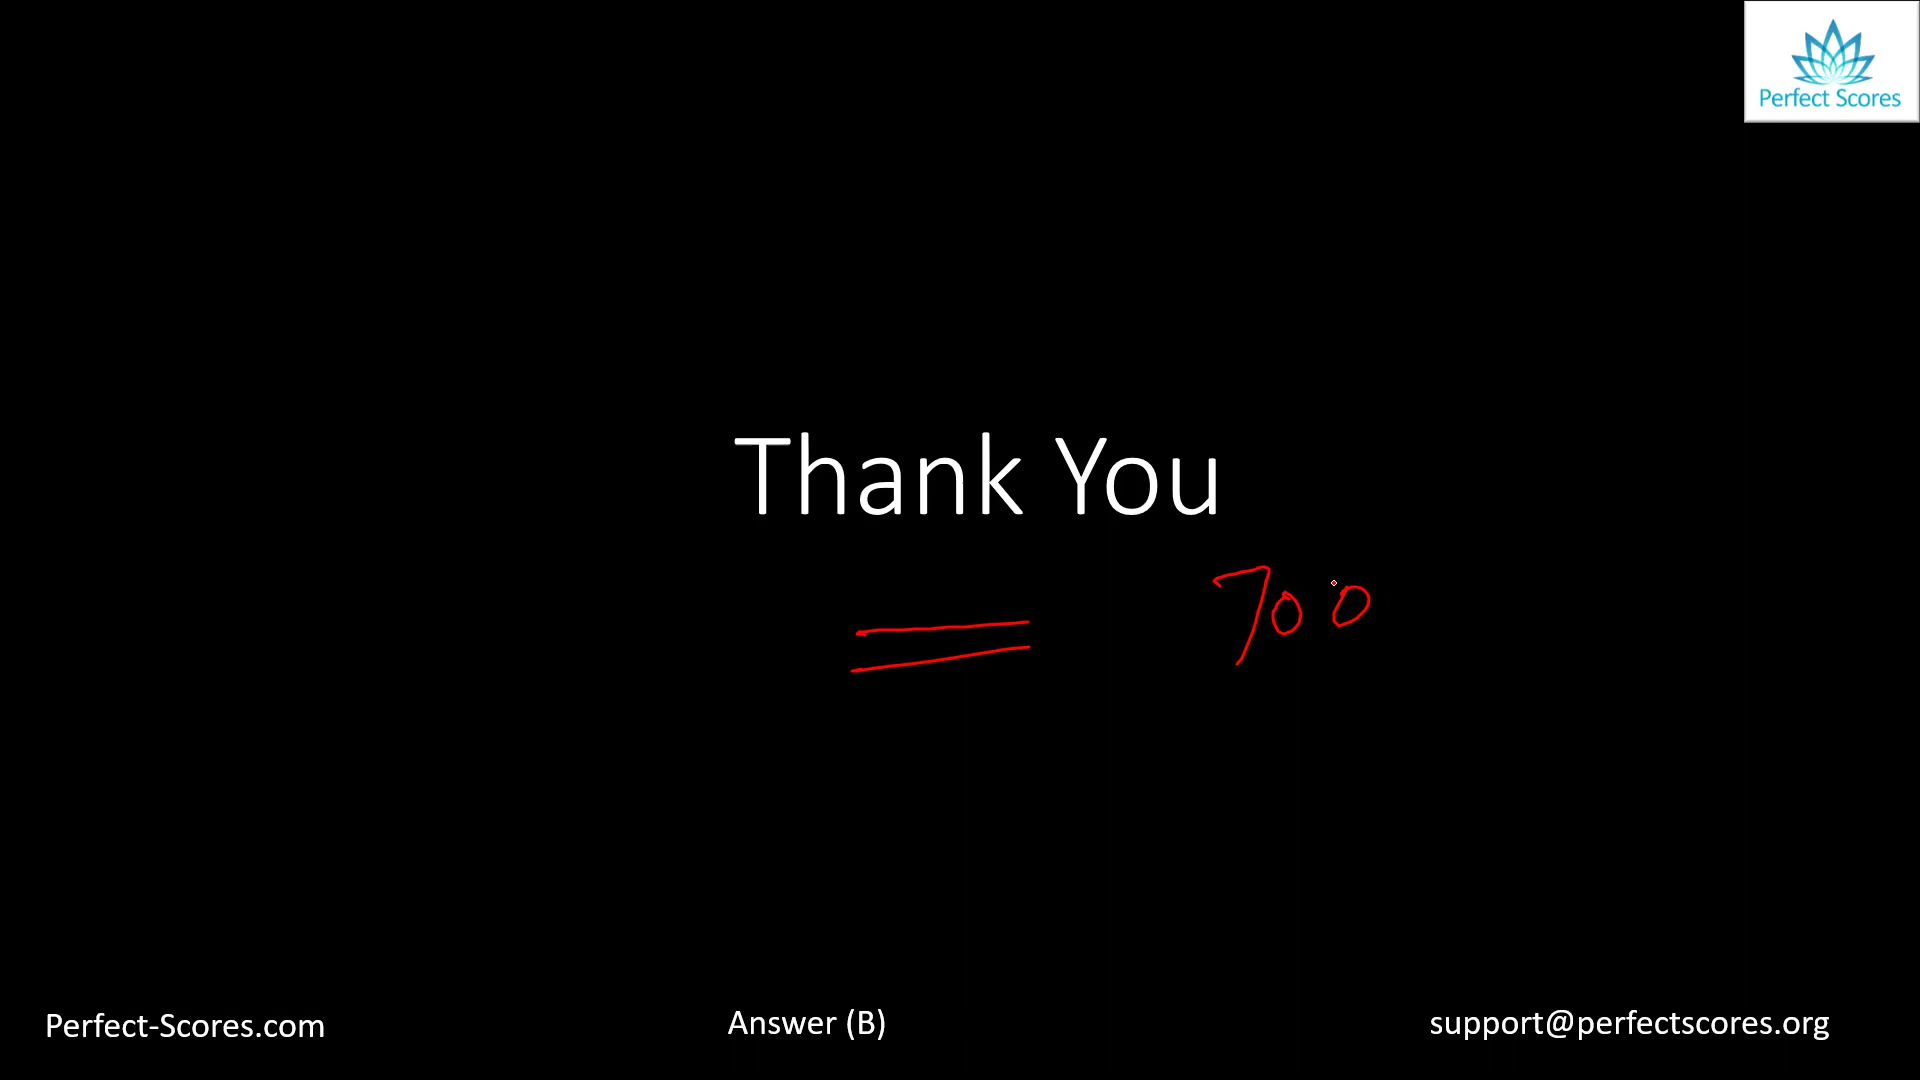 Perfect Scores
Thank You
700
Perfect-Scores.com
Answer (B)
support@perfectscores.org